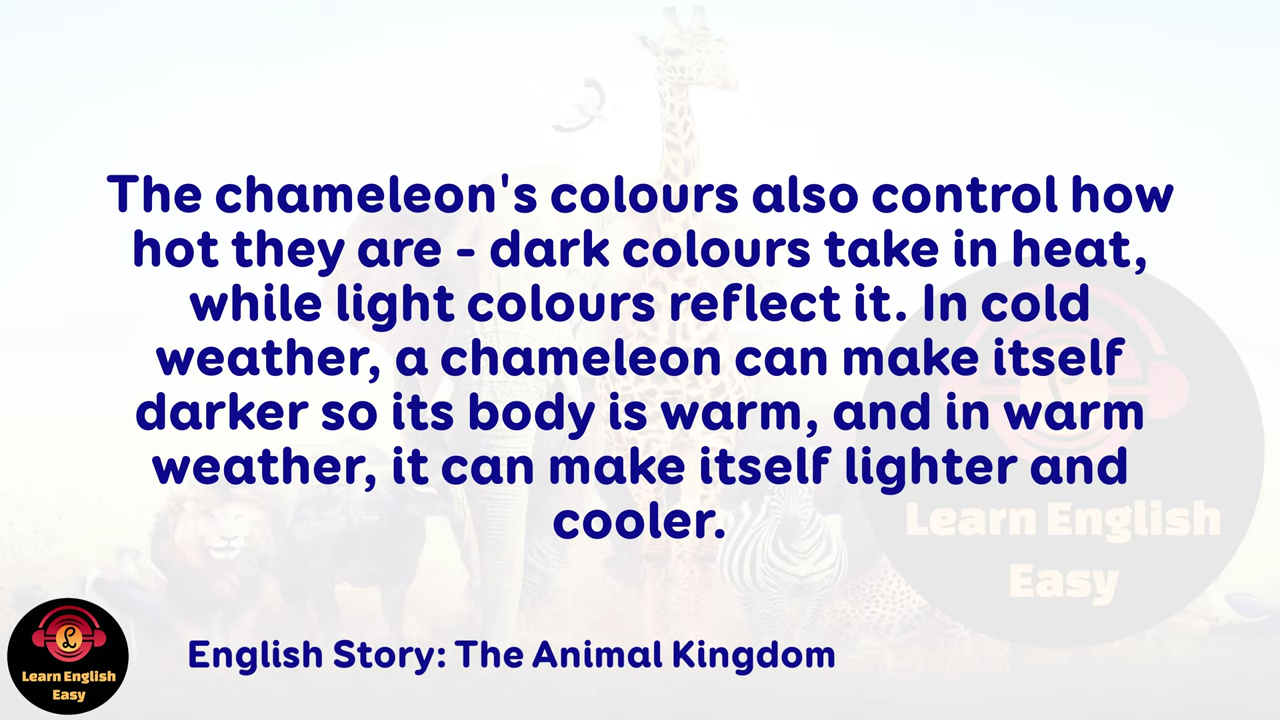 The chameleon's colours also control how
hot they are - dark colours take in heat,
while light colours reflect it. In cold
weather, a chameleon can make itself
darker so its body is warm, and in warm
weather, it can make itself lighter and
cooler.
Learn English
Easy
L
Learn English
Easy
English Story: The Animal Kingdom